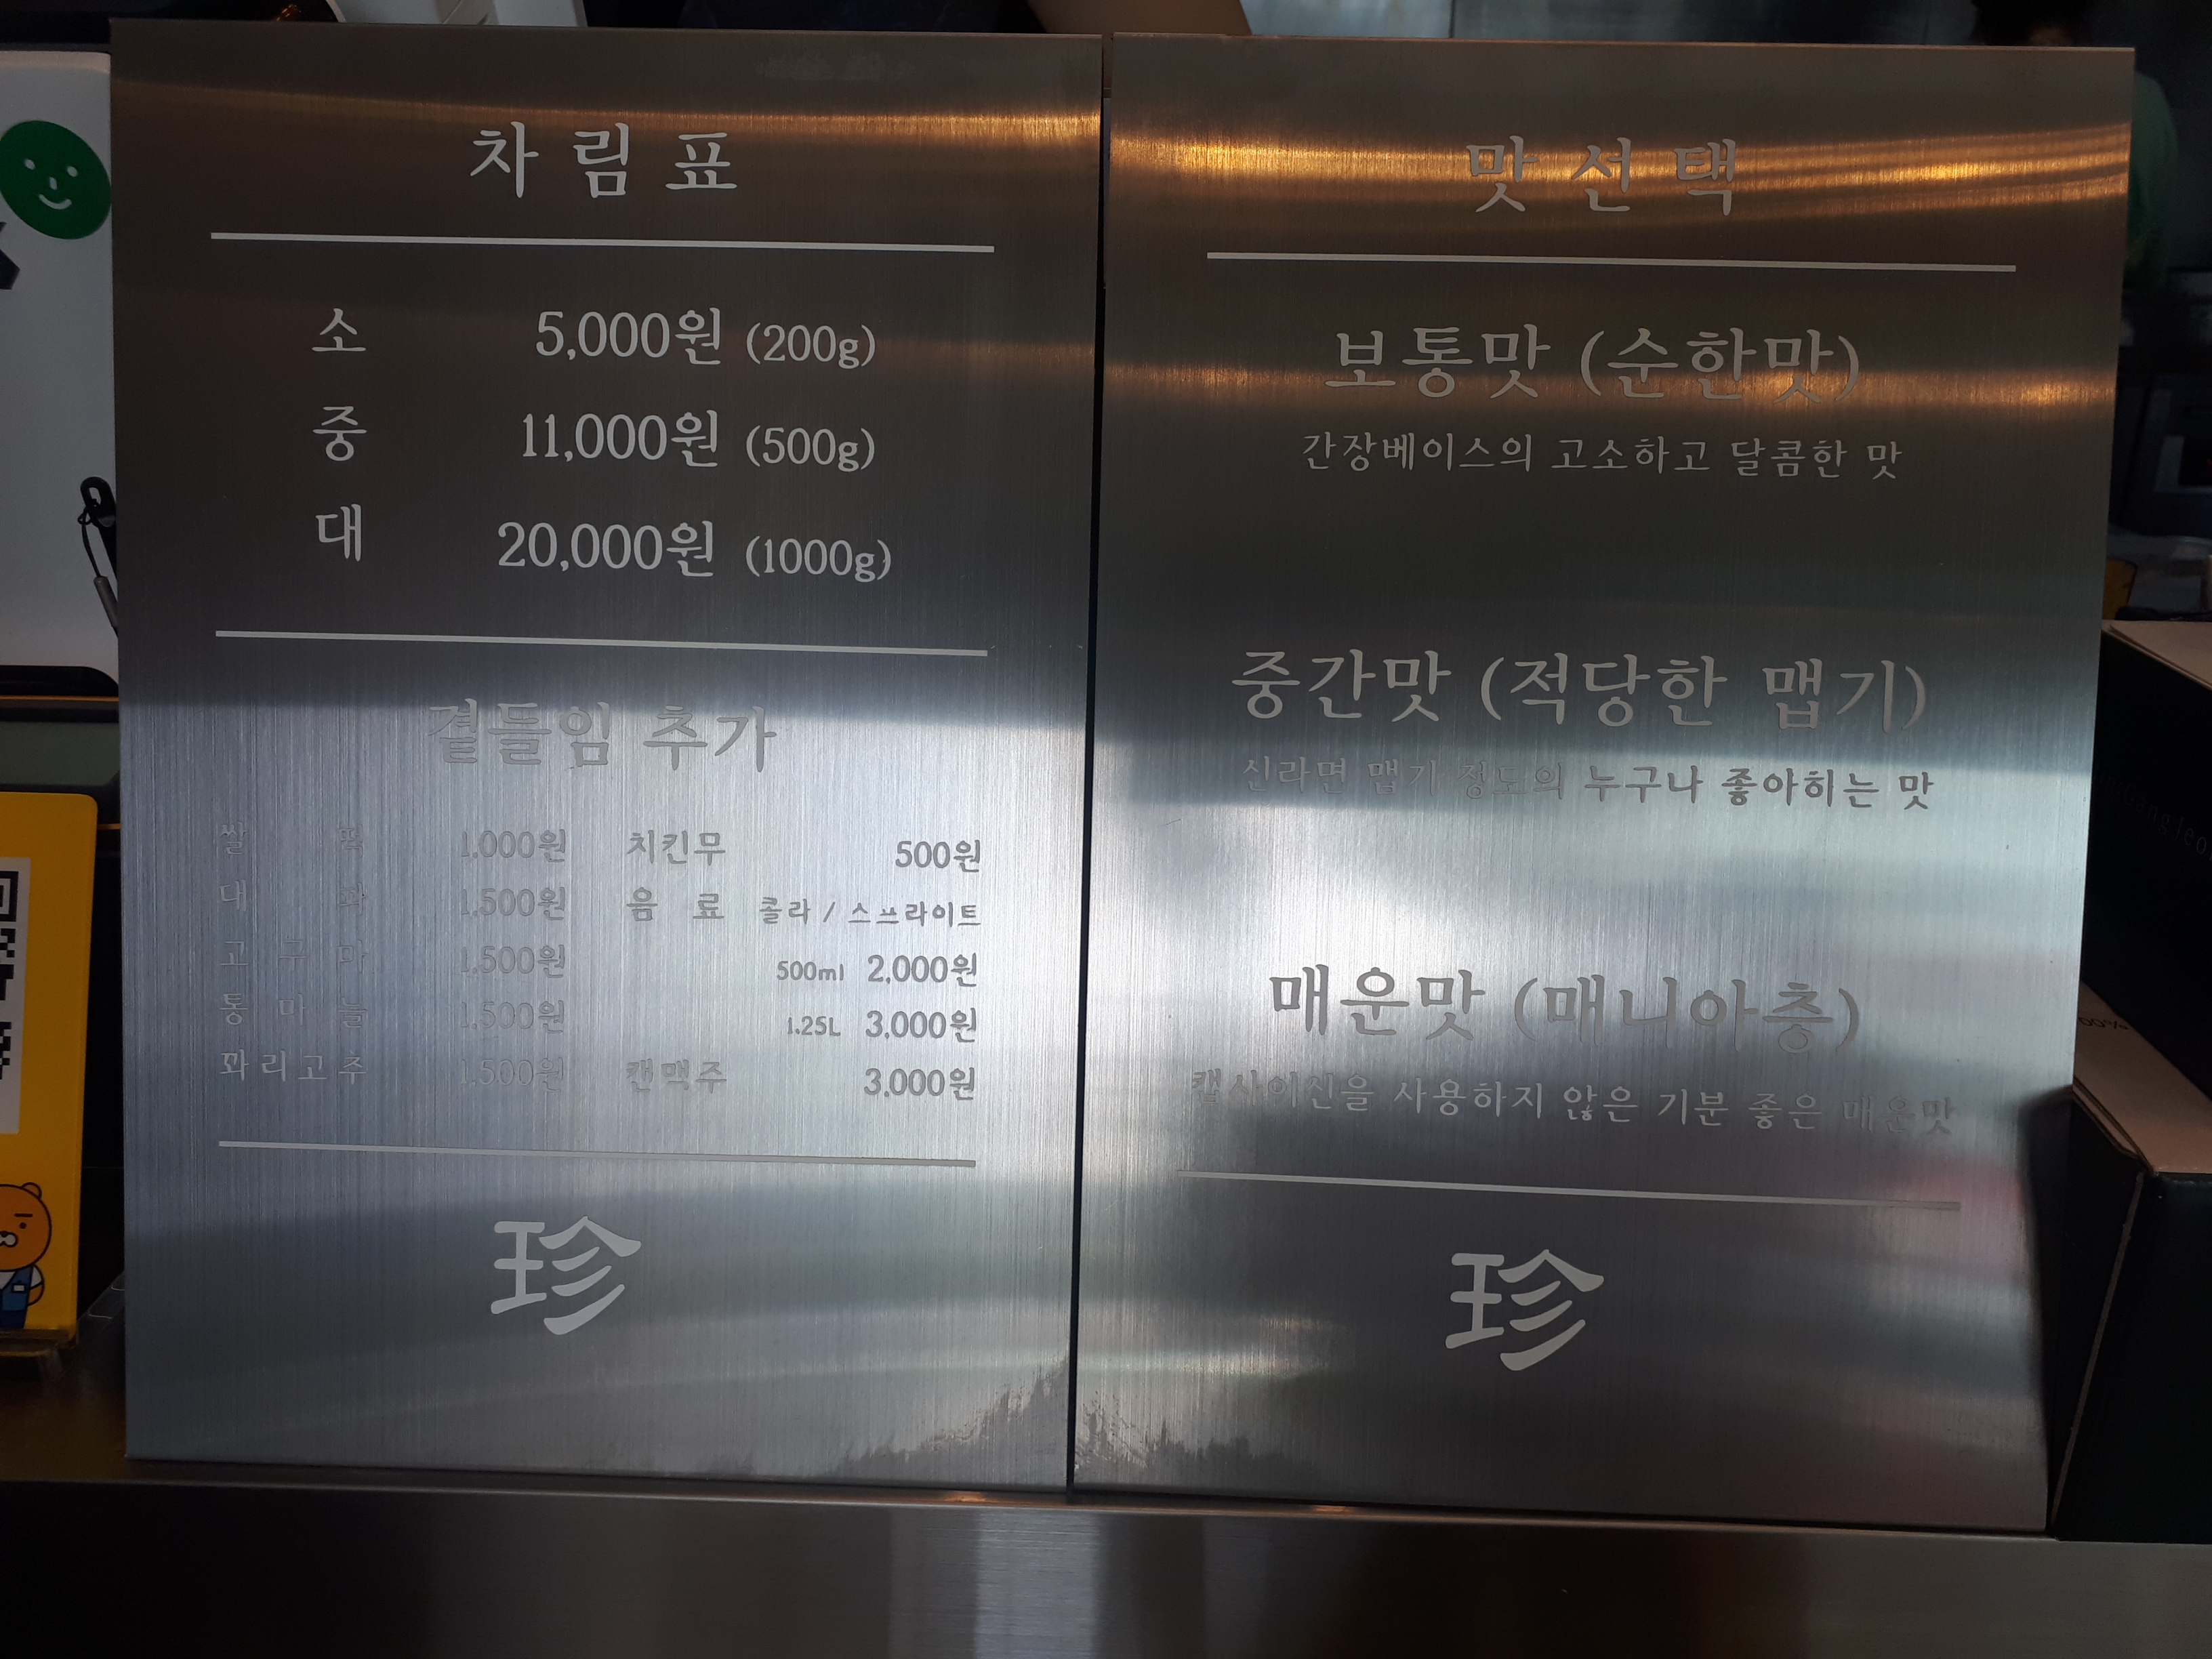 차림표
소 5,000원 (200g)
중 11,000원 (500g)
대 20,000원 (1000g)
곁들임 추가
쌀 떡 1,000원 치킨무 500원
대 파 1,500원 음 료 콜라 / 스프라이트
고 구 마 1,500원 500ml 2,000원
통 마 늘 1,500원 1.25L 3,000원
꽈리고추 1,500원 캔맥주 3,000원
珍
맛선택
보통맛 (순한맛)
간장베이스의 고소하고 달콤한 맛
중간맛 (적당한 맵기)
신라면 맵기 정도의 누구나 좋아히는 맛
매운맛 (매니아층)
캡사이신을 사용하지 않은 기분 좋은 매운맛
珍